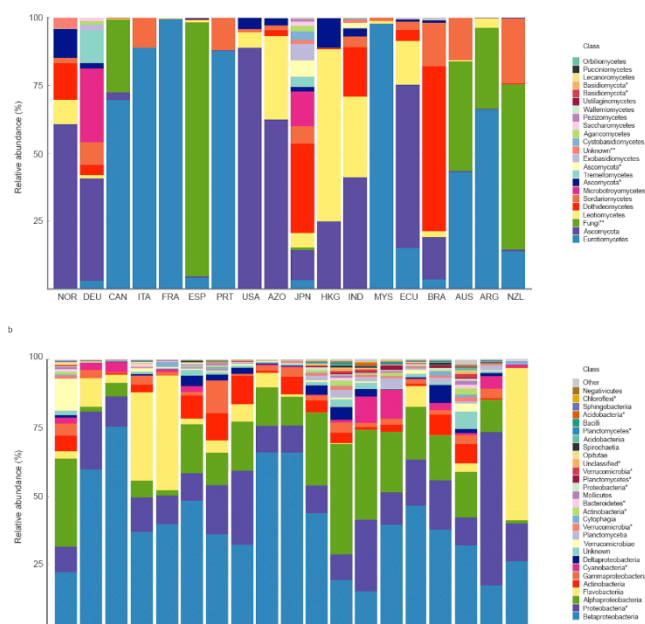 100
75
50
25
Relative abundance (%)
NOR DEU CAN ITA FRA ESP PRT USA AZO JPN HKG IND MYS ECU BRA AUS ARG NZL
Class
Orbiliomycetes
Pucciniomycetes
Lecanoromycetes
Basidiomycota*
Basidiomycota*
Ustilaginomycetes
Wallemiomycetes
Pezizomycetes
Saccharomycetes
Agaricomycetes
Cystobasidiomycetes
Unknown**
Exobasidiomycetes
Ascomycota*
Tremellomycetes
Ascomycota*
Microbotryomycetes
Sordariomycetes
Dothideomycetes
Leotiomycetes
Fungi**
Ascomycota
Eurotiomycetes
b
100
75
50
25
Relative abundance (%)
Class
Other
Negativicutes
Chloroflexi*
Sphingobacteria
Acidobacteria*
Bacilli
Planctomycetes*
Acidobacteria
Spirochaetia
Opitutae
Unclassified*
Verrucomicrobia*
Planctomycetes*
Proteobacteria*
Mollicutes
Bacteroidetes*
Actinobacteria*
Cytophagia
Verrucomicrobia*
Planctomycetia
Verrucomicrobiae
Unknown
Deltaproteobacteria
Cyanobacteria*
Gammaproteobacteria
Actinobacteria
Flavobacteriia
Alphaproteobacteria
Proteobacteria*
Betaproteobacteria